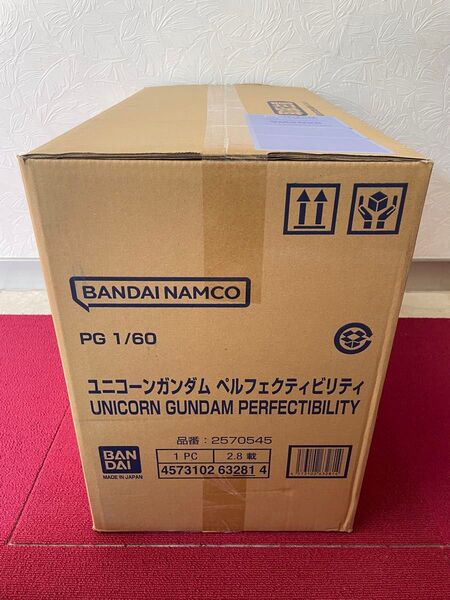 BANDAI NAMCO
PG 1/60
ユニコーンガンダム ペルフェクティビリティ
UNICORN GUNDAM PERFECTIBILITY
品番：2570545
BAN
DAI
MADE IN JAPAN
1 PC
2.8 載
4573102 63281 4